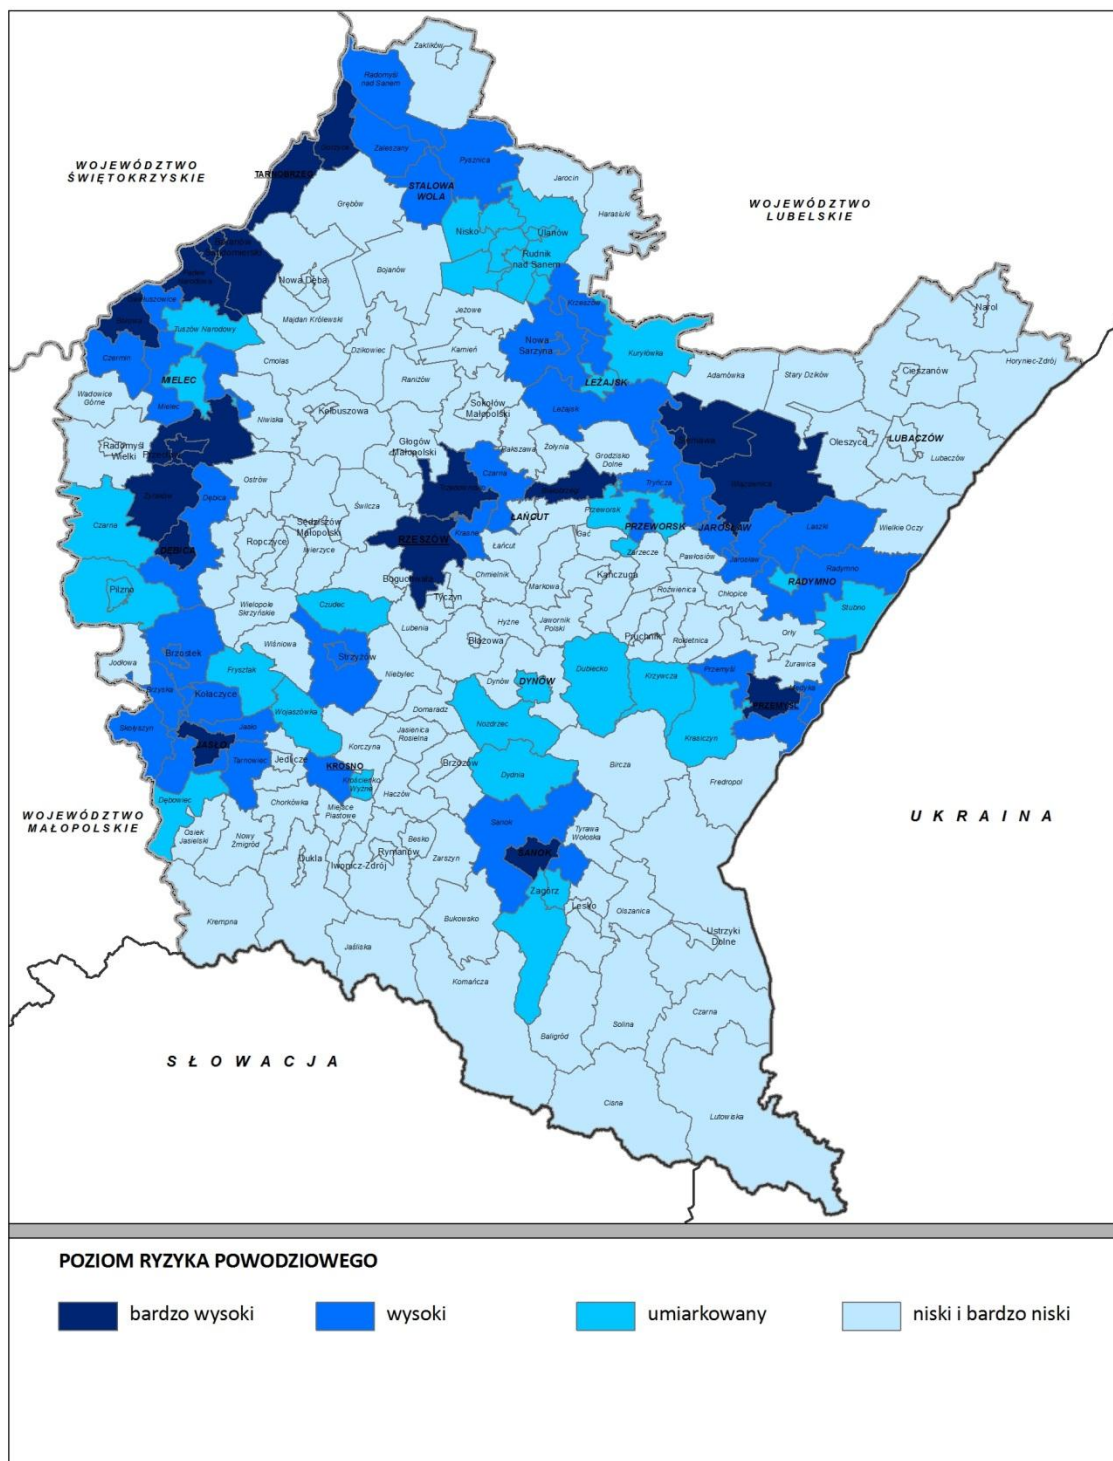 Zaklików
Radomyśl
nad Sanem
WOJEWÓDZTWO
ŚWIĘTOKRZYSKIE
TARNOBRZEG
Gorzyce
Zaleszany
Pysznica
STALOWA
WOLA
Jarocin
Harasiuki
WOJEWÓDZTWO
LUBELSKIE
Grębów
Nisko
Ulanów
Rudnik
nad Sanem
Bojanów
Nowa Dęba
Majdan Królewski
Jeżowe
Krzeszów
Narol
Tuszów Narodowy
Czermin
MIELEC
Mielec
Cmolas
Dzikowiec
Kamień
Raniżów
Nowa
Sarzyna
Kuryłówka
LEŻAJSK
Leżajsk
Adamówka
Stary Dzików
Cieszanów
Horyniec-Zdrój
Wadowice
Górne
Radomyśl
Wielki
Niwiska
Kolbuszowa
Sokołów
Małopolski
Głogów
Małopolski
Rakszawa
Żołynia
Grodzisko
Dolne
Oleszyce
LUBACZÓW
Lubaczów
Czarna
Dębica
Ostrów
Świlcza
Czarna
Tryńcza
Wielkie Oczy
DĘBICA
Ropczyce
Sędziszów
Małopolski
RZESZÓW
Krasne
ŁAŃCUT
Łańcut
Przeworsk
PRZEWORSK
JAROSŁAW
Jarosław
Laszki
Gać
Zarzecze
Pawłosiów
Radymno
RADYMNO
Pilzno
Wielopole
Skrzyńskie
Czudec
Tyczyn
Chmielnik
Markowa
Kańczuga
Roźwienica
Chłopice
Stubno
Lubenia
Błażowa
Hyżne
Jawornik
Polski
Pruchnik
Rokietnica
Orły
Żurawica
Jodłowa
Brzostek
Wiśniowa
Strzyżów
Niebylec
Frysztak
Dynów
DYNÓW
Dubiecko
Krzywcza
Przemyśl
Medyka
PRZEMYŚL
Brzyska
Kołaczyce
Wojaszówka
Domaradz
Nozdrzec
Krasiczyn
Skołyszyn
JASŁO
Jasło
Tarnowiec
Jedlicze
Korczyna
Jasienica
Rosielna
Brzozów
Dydnia
Bircza
Fredropol
KROSNO
Krościenko
Wyżne
Haczów
WOJEWÓDZTWO
MAŁOPOLSKIE
Dębowiec
Osiek
Jasielski
Nowy
Żmigród
Chorkówka
Miejsce
Piastowe
Dukla
Iwonicz-Zdrój
Rymanów
Besko
Zarszyn
Sanok
SANOK
Tyrawa
Wołoska
UKRAINA
Zagórz
Lesko
Olszanica
Ustrzyki
Dolne
Krempna
Jaśliska
Bukowsko
Komańcza
Baligród
Solina
Czarna
SŁOWACJA
Cisna
Lutowiska
POZIOM RYZYKA POWODZIOWEGO
bardzo wysoki
wysoki
umiarkowany
niski i bardzo niski